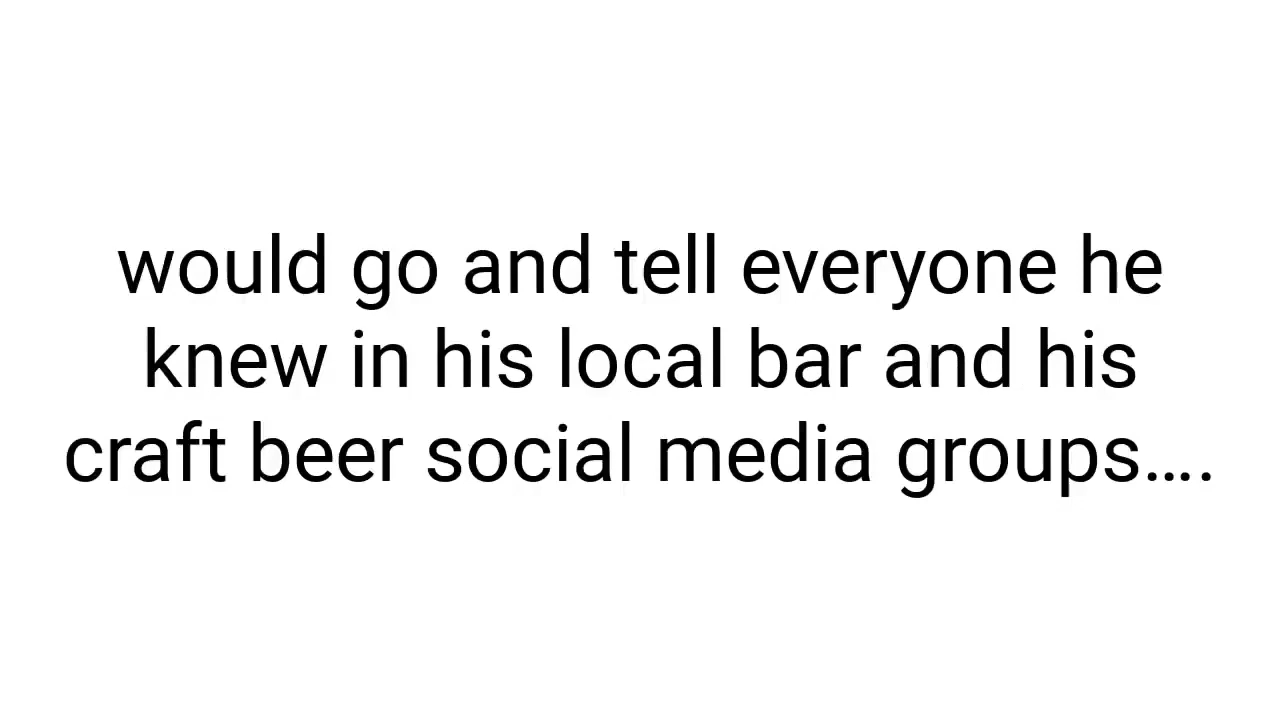 would go and tell everyone he
knew in his local bar and his
craft beer social media groups….